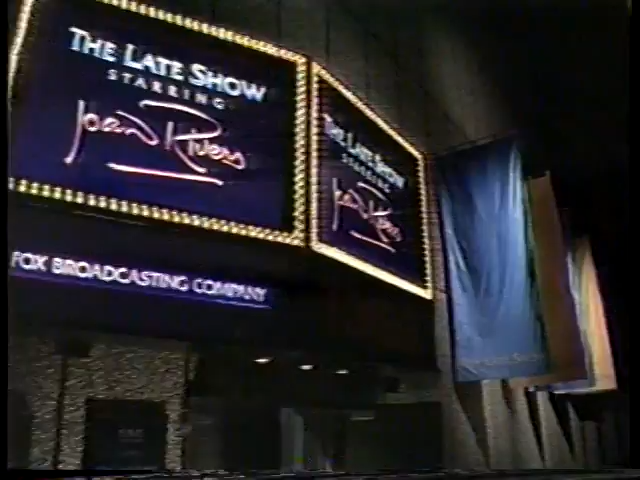 THE LATE SHOW
STARRING
Joan Rivers
THE LATE SHOW
STARRING
Joan Rivers
FOX BROADCASTING COMPANY